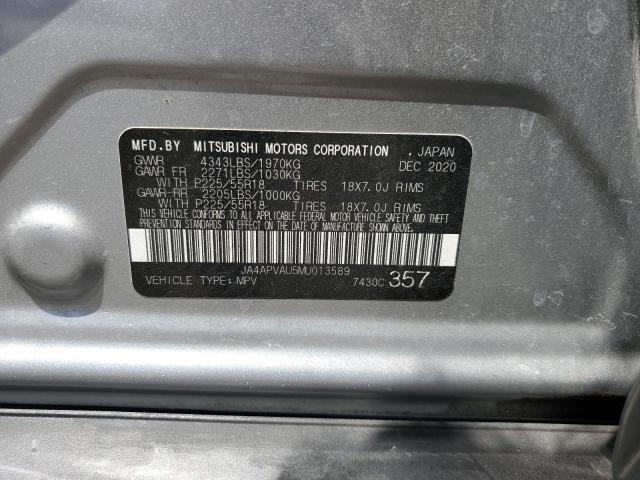 MFD.BY MITSUBISHI MOTORS CORPORATION , JAPAN
GVWR 4343LBS/1970KG DEC 2020
GAWR FR 2271LBS/1030KG
WITH P225/55R18 TIRES 18X7.0J RIMS
GAWR RR 2205LBS/1000KG
WITH P225/55R18 TIRES 18X7.0J RIMS
THIS VEHICLE CONFORMS TO ALL APPLICABLE FEDERAL MOTOR VEHICLE SAFETY AND THEFT
PREVENTION STANDARDS IN EFFECT ON THE DATE OF MANUFACTURE SHOWN ABOVE.
JA4APVAU5MU013589
VEHICLE TYPE:MPV 7430C 357